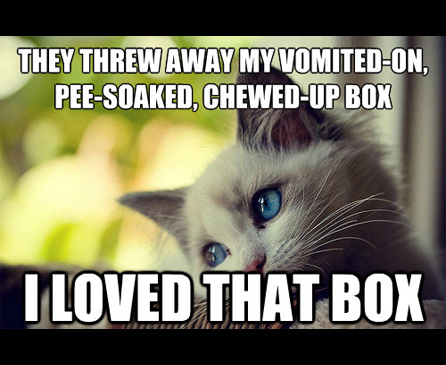 THEY THREW AWAY MY VOMITED-ON,
PEE-SOAKED, CHEWED-UP BOX
I LOVED THAT BOX